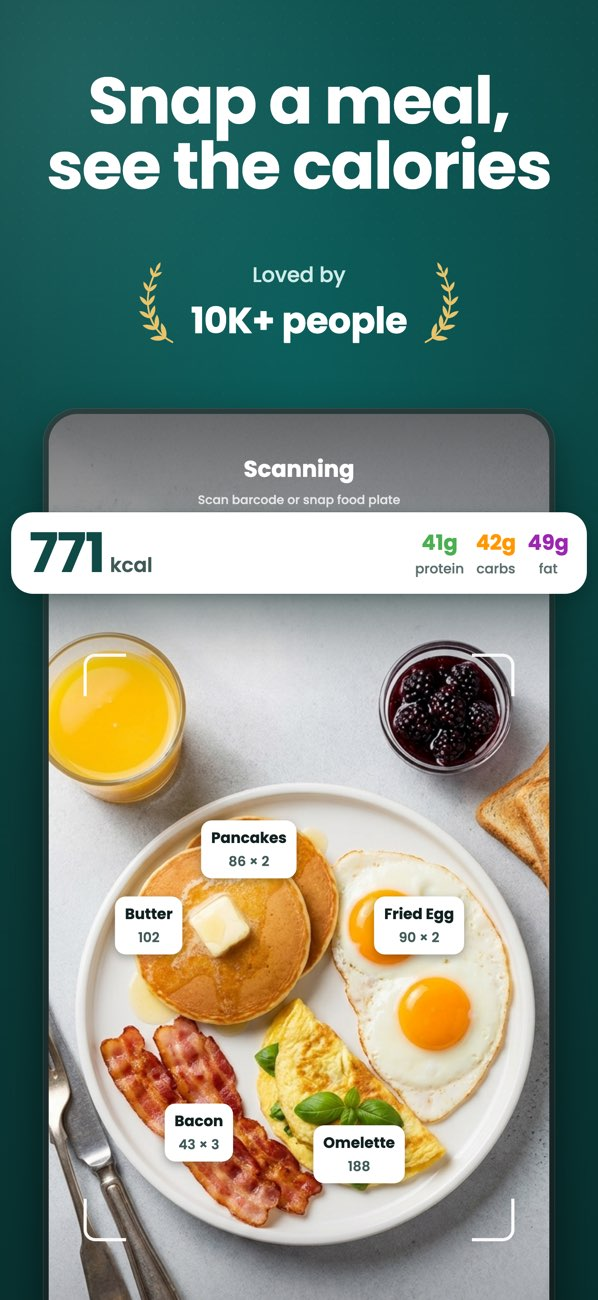 Snap a meal,
see the calories
Loved by
10K+ people
Scanning
Scan barcode or snap food plate
771 kcal
41g 42g 49g
protein carbs fat
Pancakes
86 × 2
Butter
102
Fried Egg
90 × 2
Bacon
43 × 3
Omelette
188